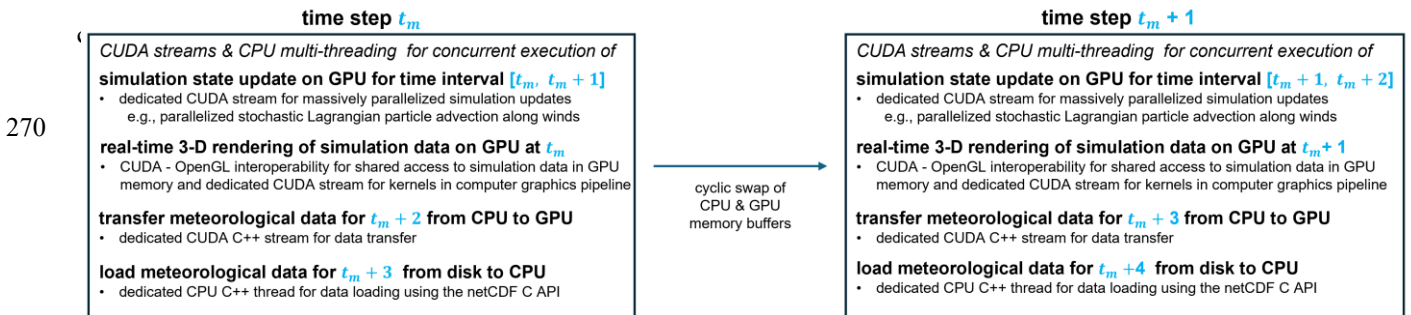 time step tₘ
CUDA streams & CPU multi-threading for concurrent execution of
simulation state update on GPU for time interval [tₘ, tₘ + 1]
• dedicated CUDA stream for massively parallelized simulation updates
e.g., parallelized stochastic Lagrangian particle advection along winds
270
real-time 3-D rendering of simulation data on GPU at tₘ
• CUDA - OpenGL interoperability for shared access to simulation data in GPU
memory and dedicated CUDA stream for kernels in computer graphics pipeline
transfer meteorological data for tₘ + 2 from CPU to GPU
• dedicated CUDA C++ stream for data transfer
load meteorological data for tₘ + 3 from disk to CPU
• dedicated CPU C++ thread for data loading using the netCDF C API
cyclic swap of
CPU & GPU
memory buffers
time step tₘ + 1
CUDA streams & CPU multi-threading for concurrent execution of
simulation state update on GPU for time interval [tₘ + 1, tₘ + 2]
• dedicated CUDA stream for massively parallelized simulation updates
e.g., parallelized stochastic Lagrangian particle advection along winds
real-time 3-D rendering of simulation data on GPU at tₘ+ 1
• CUDA - OpenGL interoperability for shared access to simulation data in GPU
memory and dedicated CUDA stream for kernels in computer graphics pipeline
transfer meteorological data for tₘ + 3 from CPU to GPU
• dedicated CUDA C++ stream for data transfer
load meteorological data for tₘ +4 from disk to CPU
• dedicated CPU C++ thread for data loading using the netCDF C API